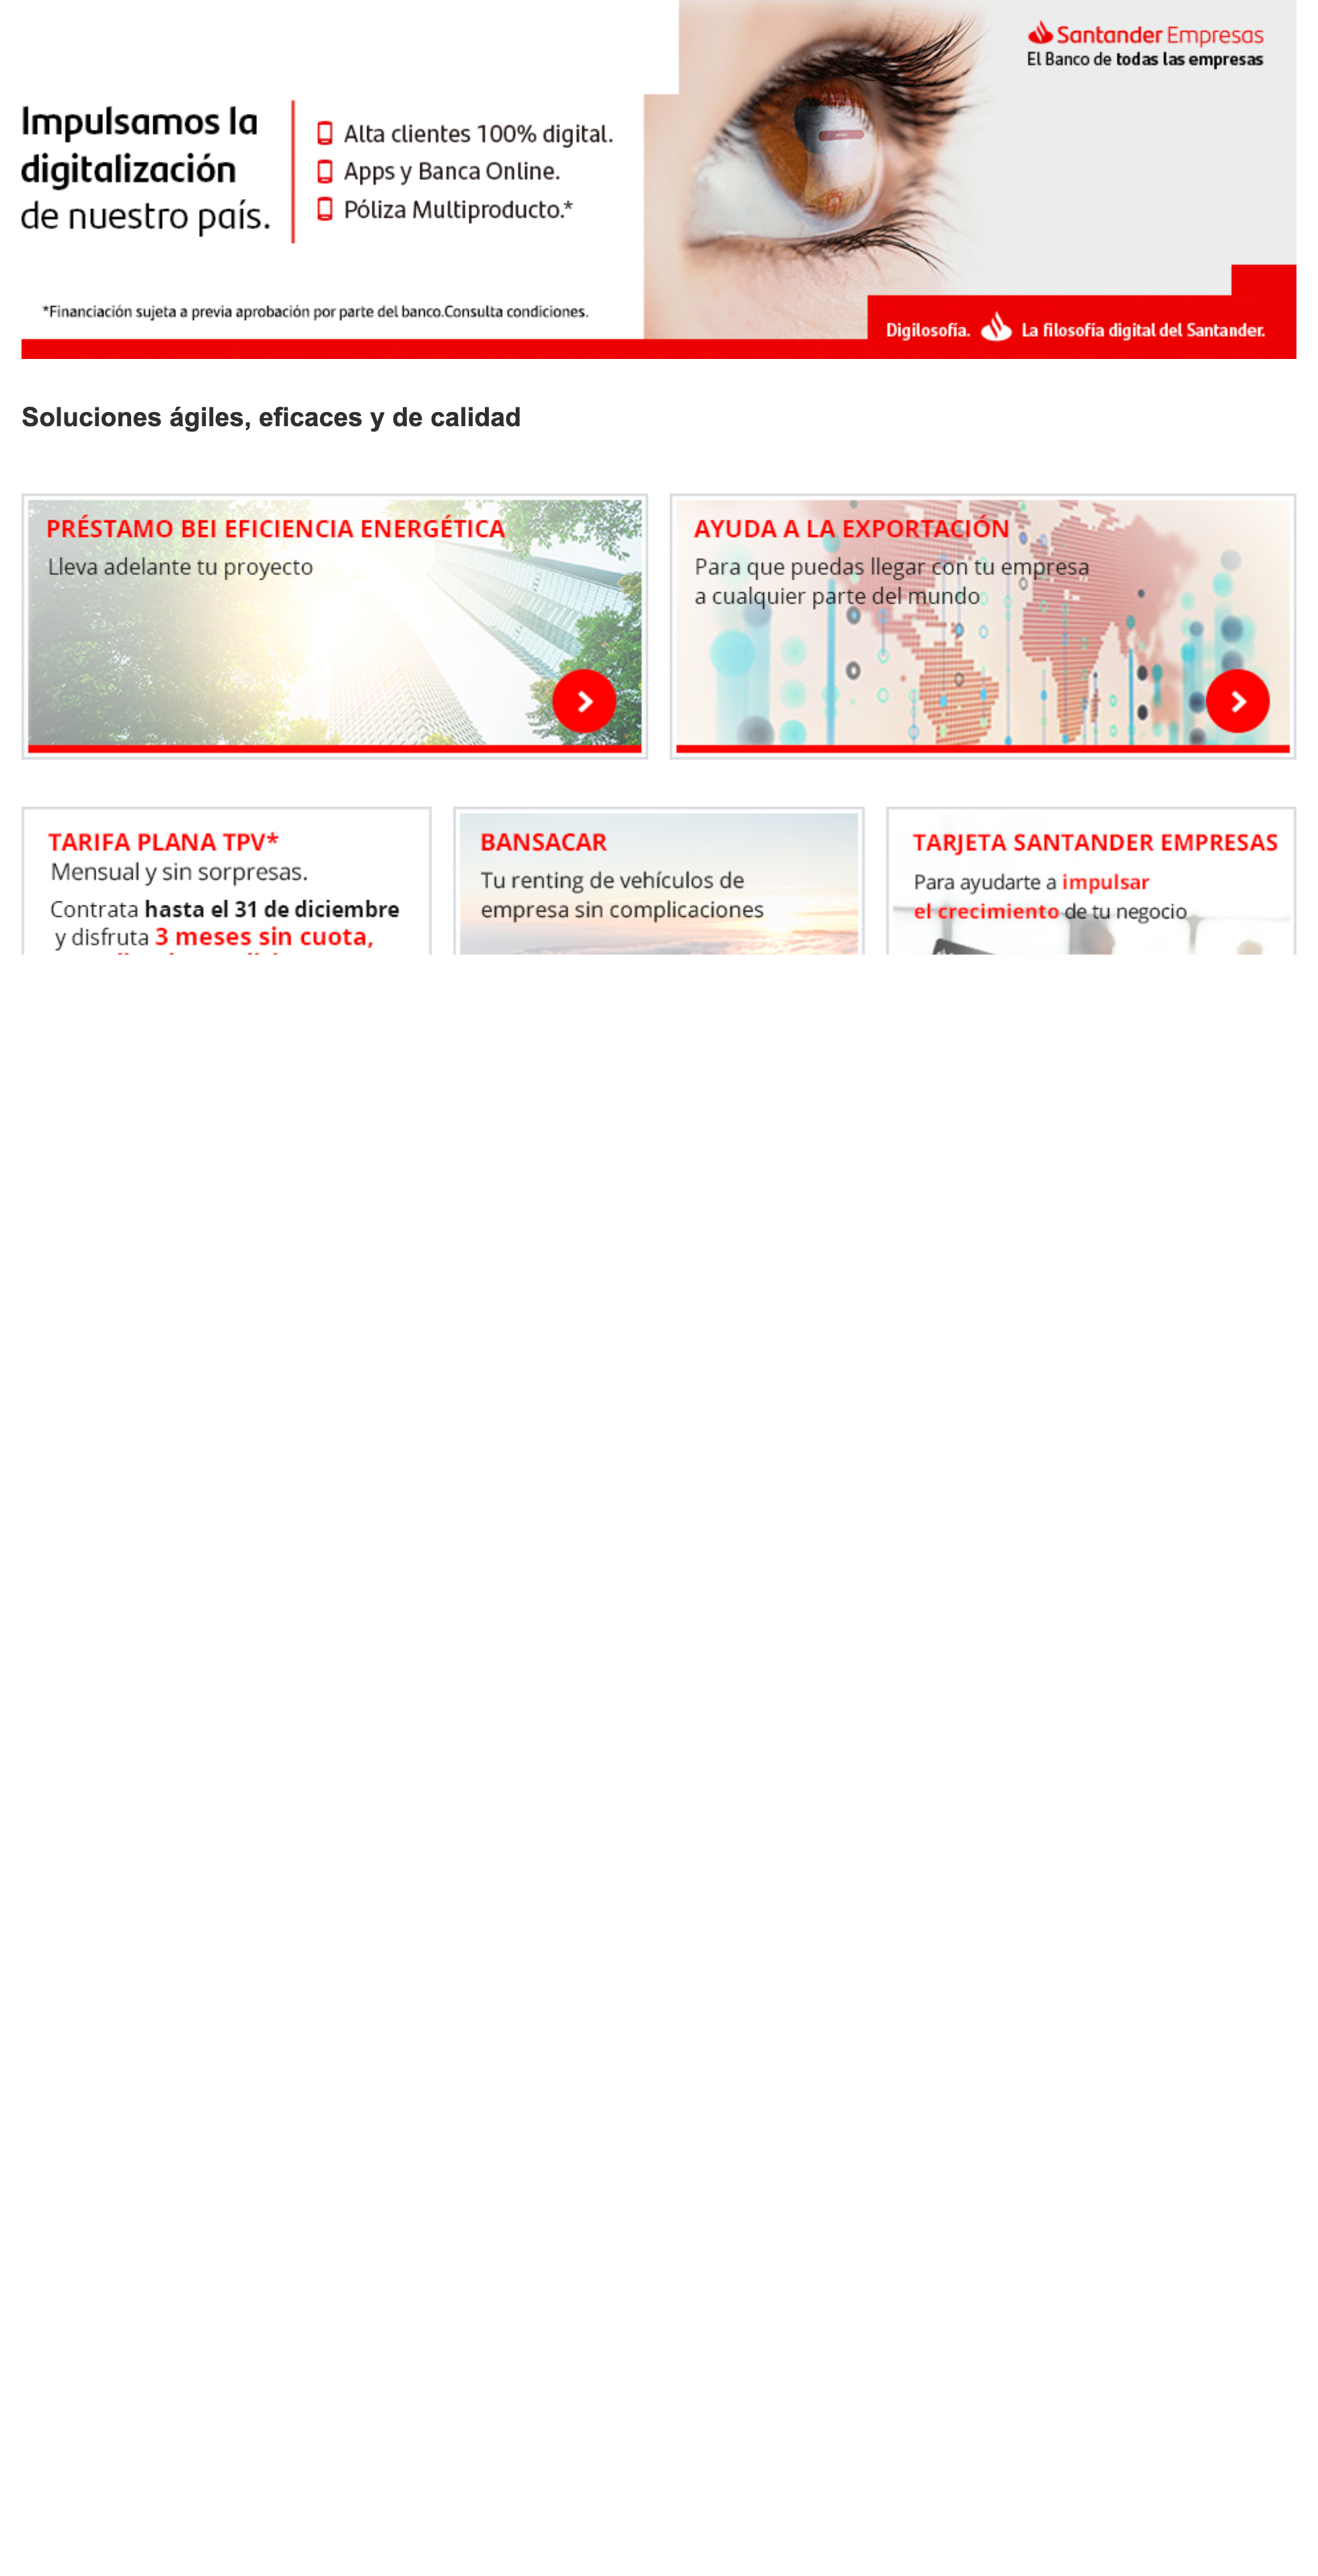 Santander Empresas
El Banco de todas las empresas
Impulsamos la
digitalización
de nuestro país.
Alta clientes 100% digital.
Apps y Banca Online.
Póliza Multiproducto.*
*Financiación sujeta a previa aprobación por parte del banco.Consulta condiciones.
Digilosofía. La filosofía digital del Santander.
Soluciones ágiles, eficaces y de calidad
PRÉSTAMO BEI EFICIENCIA ENERGÉTICA
Lleva adelante tu proyecto
AYUDA A LA EXPORTACIÓN
Para que puedas llegar con tu empresa
a cualquier parte del mundo
TARIFA PLANA TPV*
Mensual y sin sorpresas.
Contrata hasta el 31 de diciembre
y disfruta 3 meses sin cuota,
BANSACAR
Tu renting de vehículos de
empresa sin complicaciones
TARJETA SANTANDER EMPRESAS
Para ayudarte a impulsar
el crecimiento de tu negocio